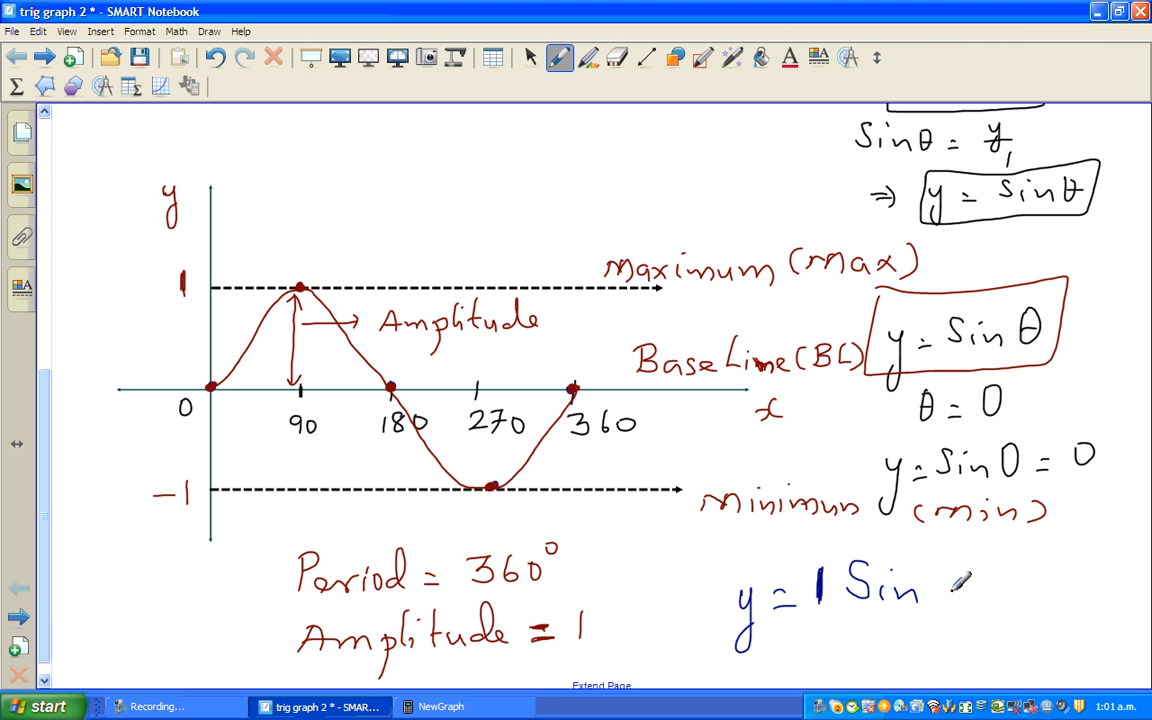 trig graph 2 * - SMART Notebook
File Edit View Insert Format Math Draw Help
Sinθ = y/1
⇒ y = Sinθ
y
1
Maximum (Max)
Amplitude
y = Sin θ
Base Line (BL)
0
90
180
270
360
x
θ = 0
y = Sin 0 = 0
-1
Minimum
(Min)
Period = 360°
y = 1 Sin
Amplitude = 1
Extend Page
start
Recording...
trig graph 2 * - SMAR...
NewGraph
1:01 a.m.